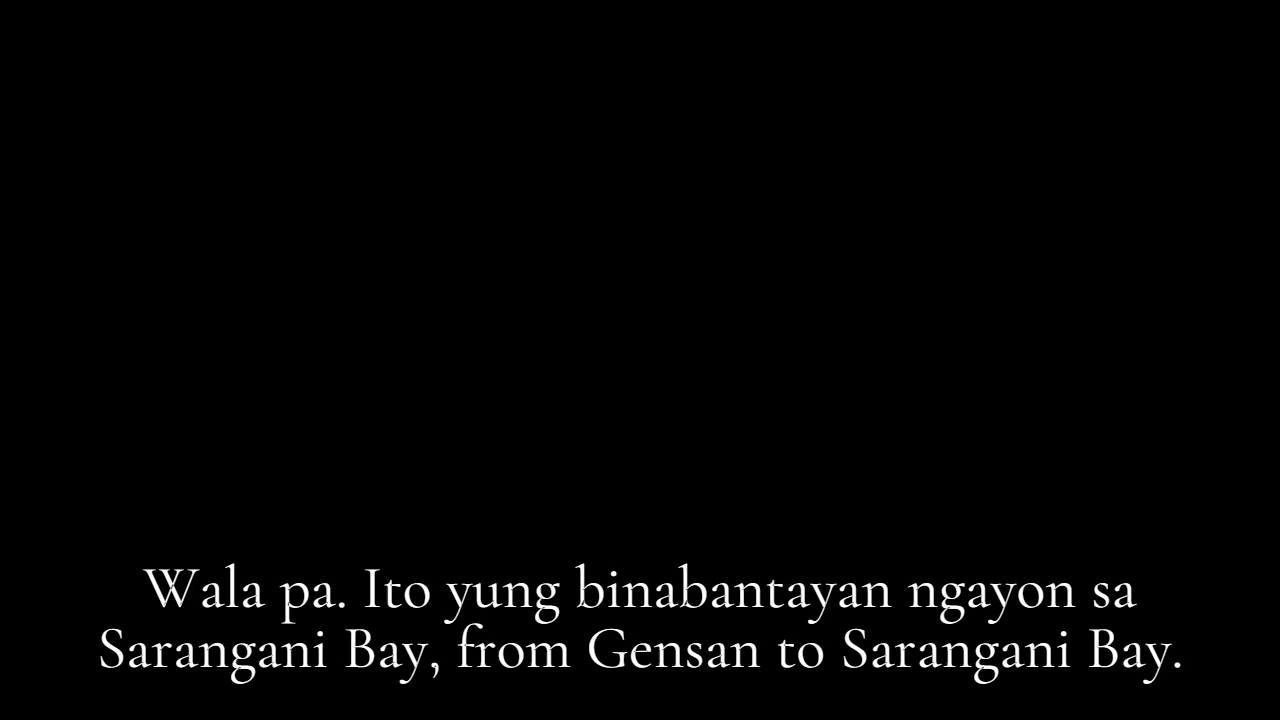 Wala pa. Ito yung binabantayan ngayon sa
Sarangani Bay, from Gensan to Sarangani Bay.